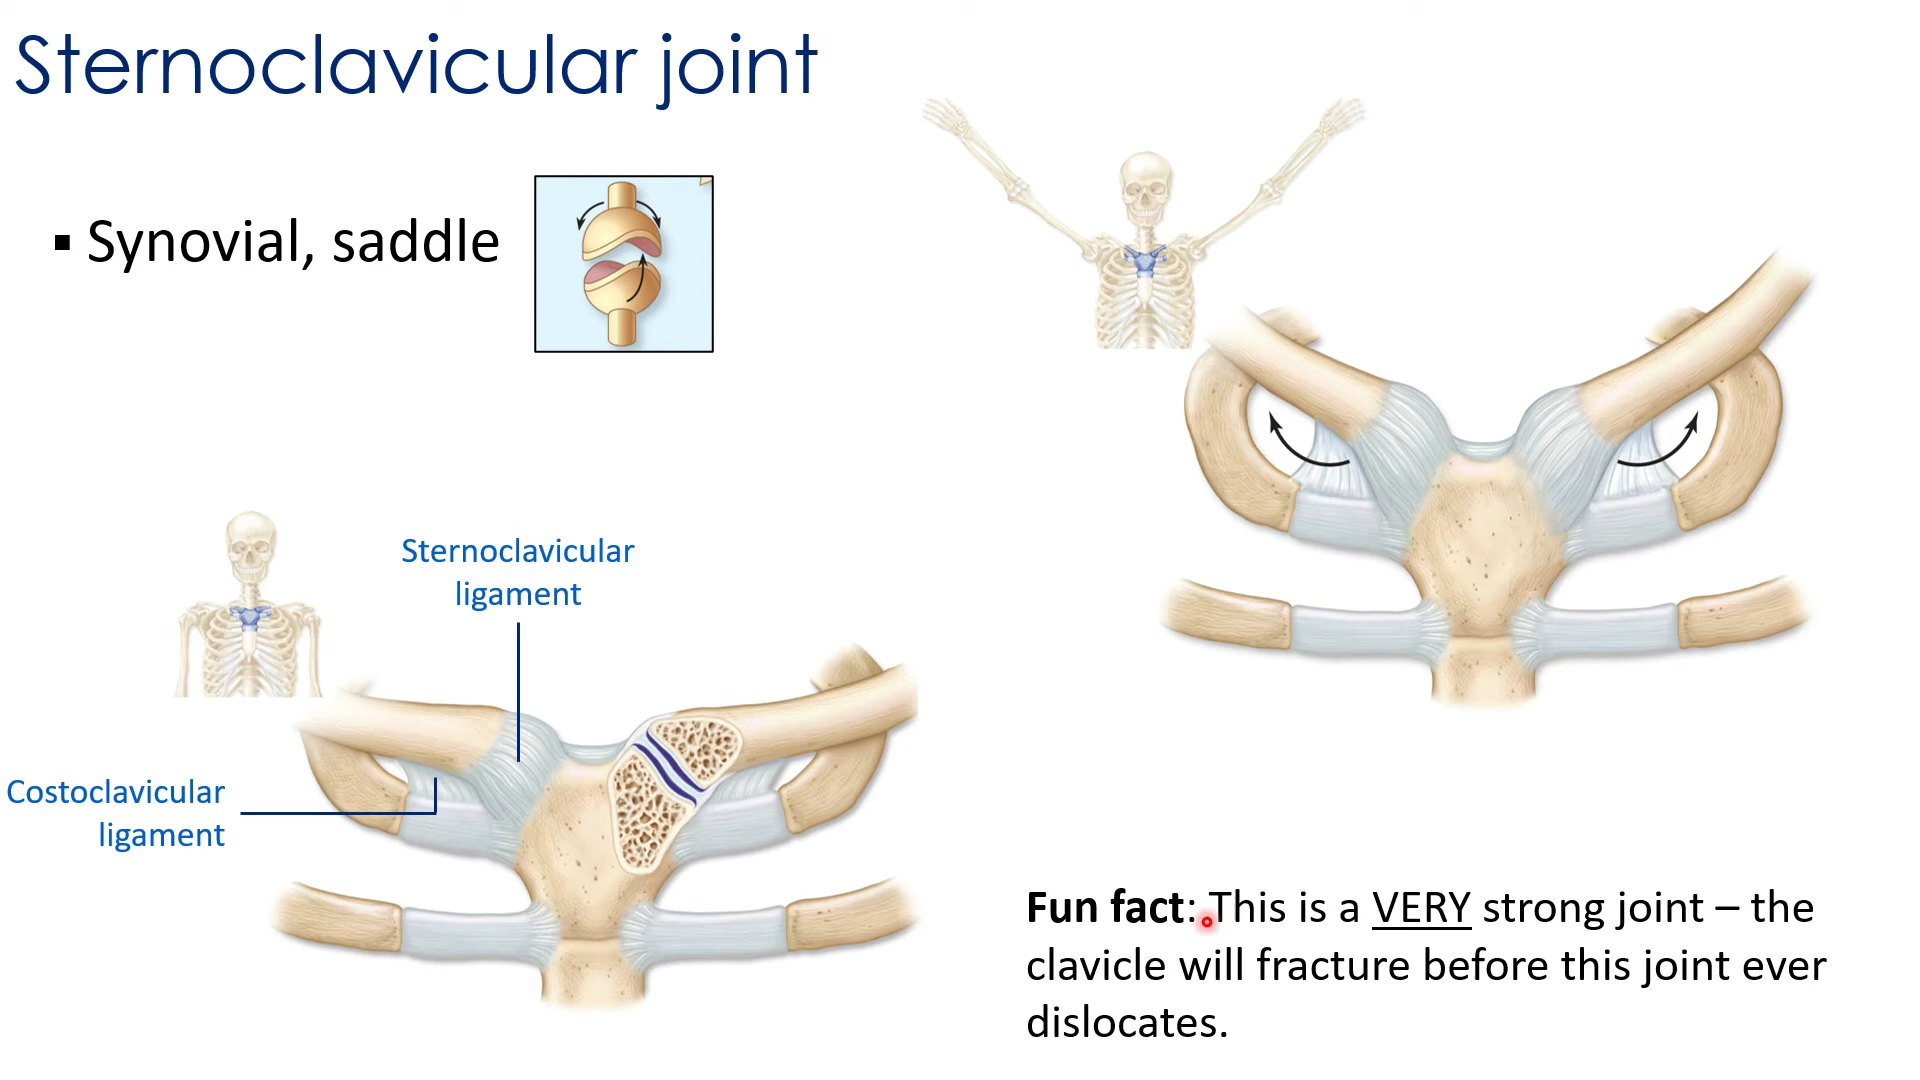 Sternoclavicular joint
▪ Synovial, saddle
Sternoclavicular
ligament
Costoclavicular
ligament
Fun fact: This is a VERY strong joint – the
clavicle will fracture before this joint ever
dislocates.